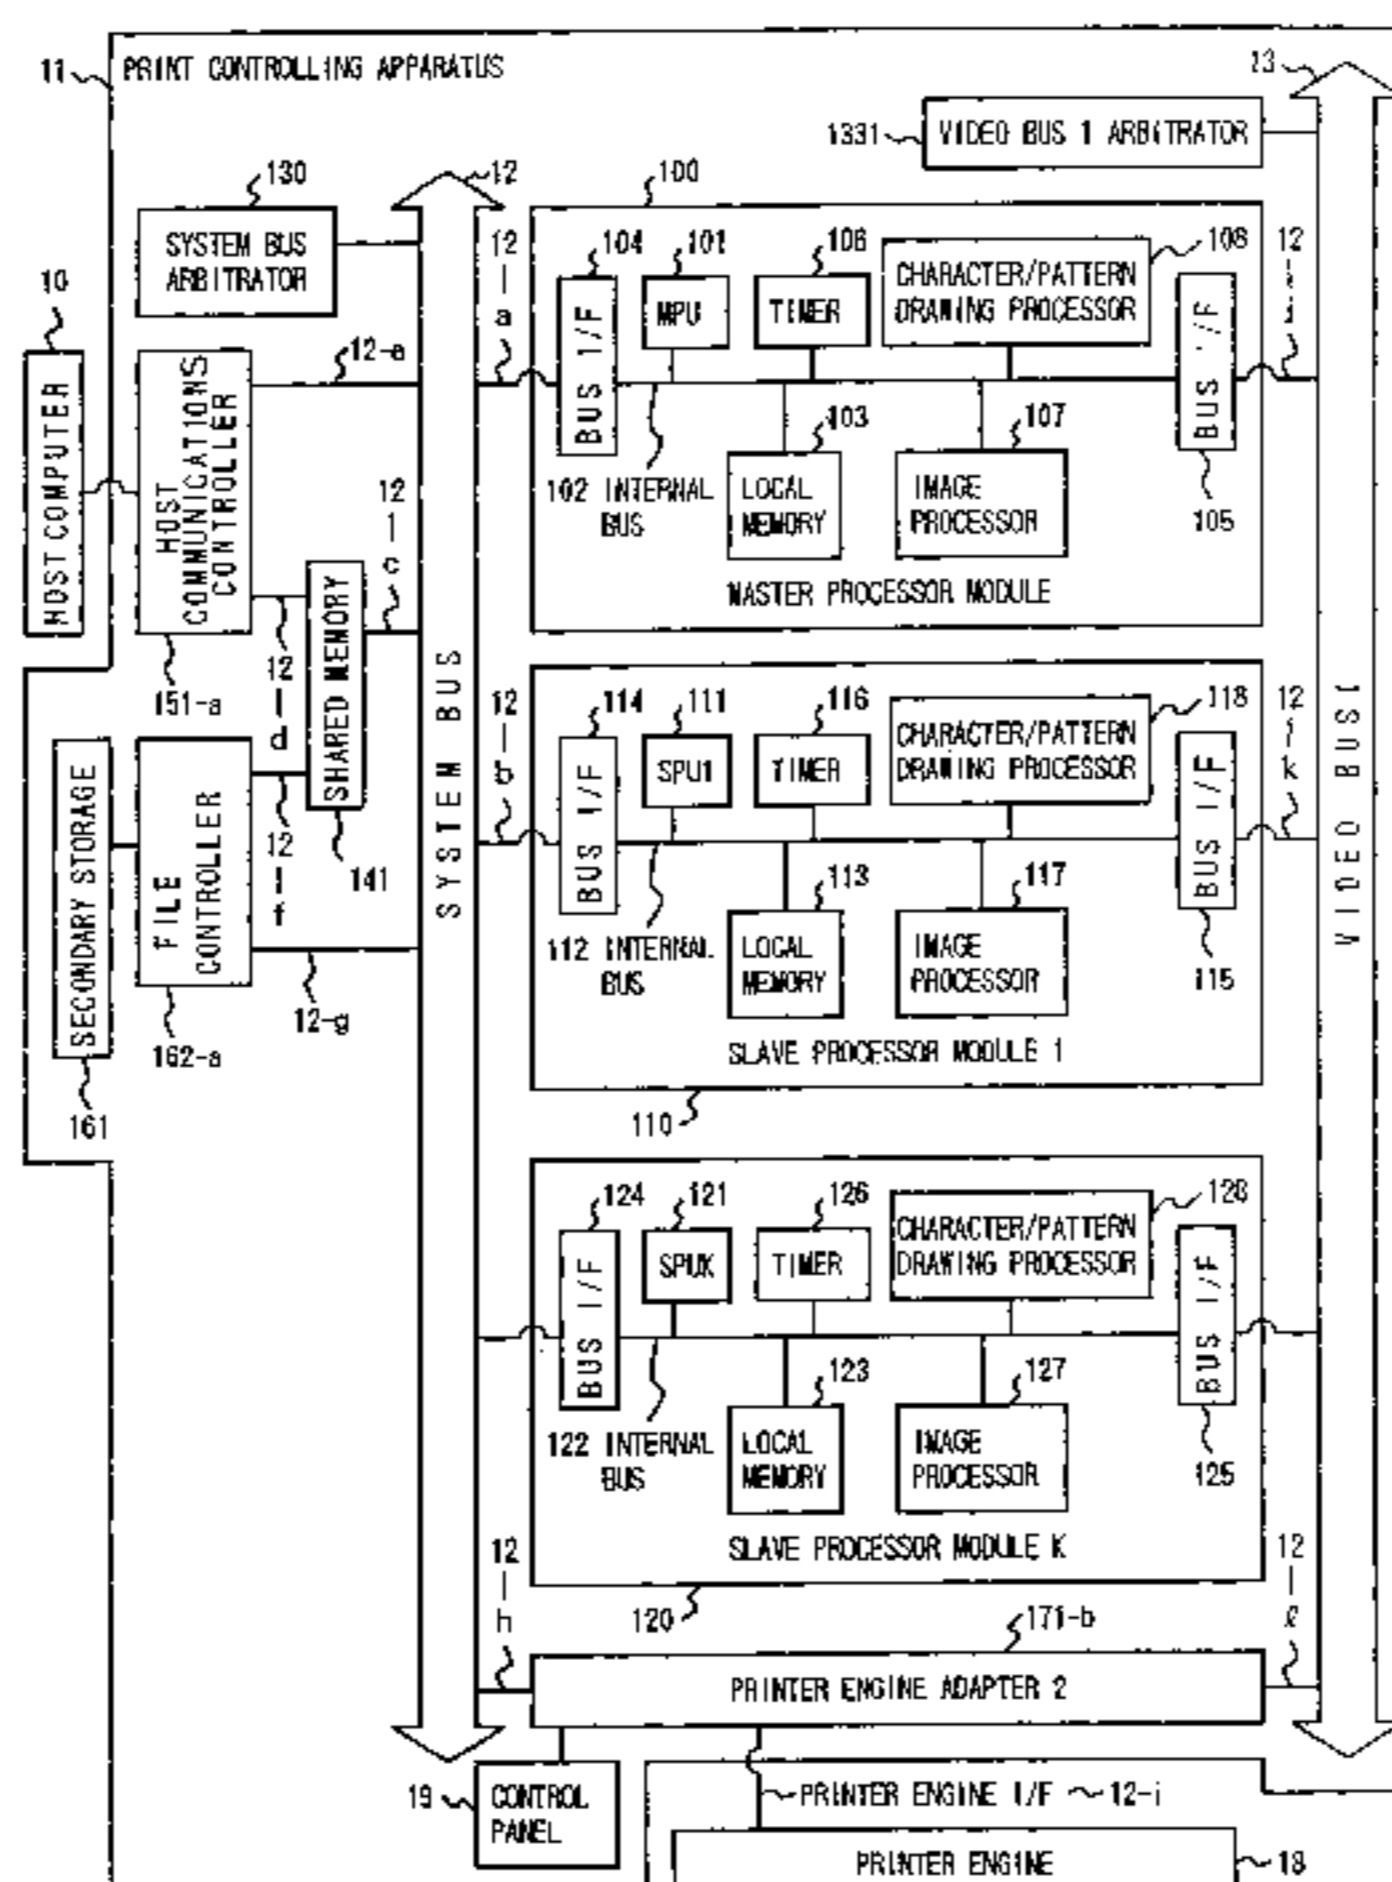 11
PRINT CONTROLLING APPARATUS
13
1331
VIDEO BUS 1 ARBITRATOR
130
12
100
SYSTEM BUS
ARBITRATOR
10
HOST COMPUTER
HOST
COMMUNICATIONS
CONTROLLER
151-a
12-e
12-a
12-c
12-d
12-f
SHARED MEMORY
141
SECONDARY STORAGE
161
FILE
CONTROLLER
162-a
12-g
SYSTEM BUS
104
BUS I/F
101
MPU
106
TIMER
108
CHARACTER/PATTERN
DRAWING PROCESSOR
BUS I/F
105
102 INTERNAL
BUS
103
LOCAL
MEMORY
107
IMAGE
PROCESSOR
MASTER PROCESSOR MODULE
12-b
114
BUS I/F
111
SPU1
116
TIMER
118
CHARACTER/PATTERN
DRAWING PROCESSOR
12-k
BUS I/F
115
112 INTERNAL
BUS
113
LOCAL
MEMORY
117
IMAGE
PROCESSOR
SLAVE PROCESSOR MODULE 1
110
VIDEO BUS1
124
BUS I/F
121
SPUK
126
TIMER
128
CHARACTER/PATTERN
DRAWING PROCESSOR
BUS I/F
125
122 INTERNAL
BUS
123
LOCAL
MEMORY
127
IMAGE
PROCESSOR
SLAVE PROCESSOR MODULE K
120
12-h
171-b
12-ℓ
PRINTER ENGINE ADAPTER 2
19
CONTROL
PANEL
PRINTER ENGINE I/F
12-i
PRINTER ENGINE
18